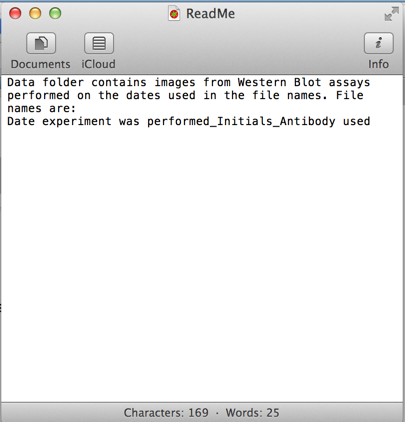 ReadMe
Documents iCloud Info
Data folder contains images from Western Blot assays
performed on the dates used in the file names. File
names are:
Date experiment was performed_Initials_Antibody used
Characters: 169 · Words: 25